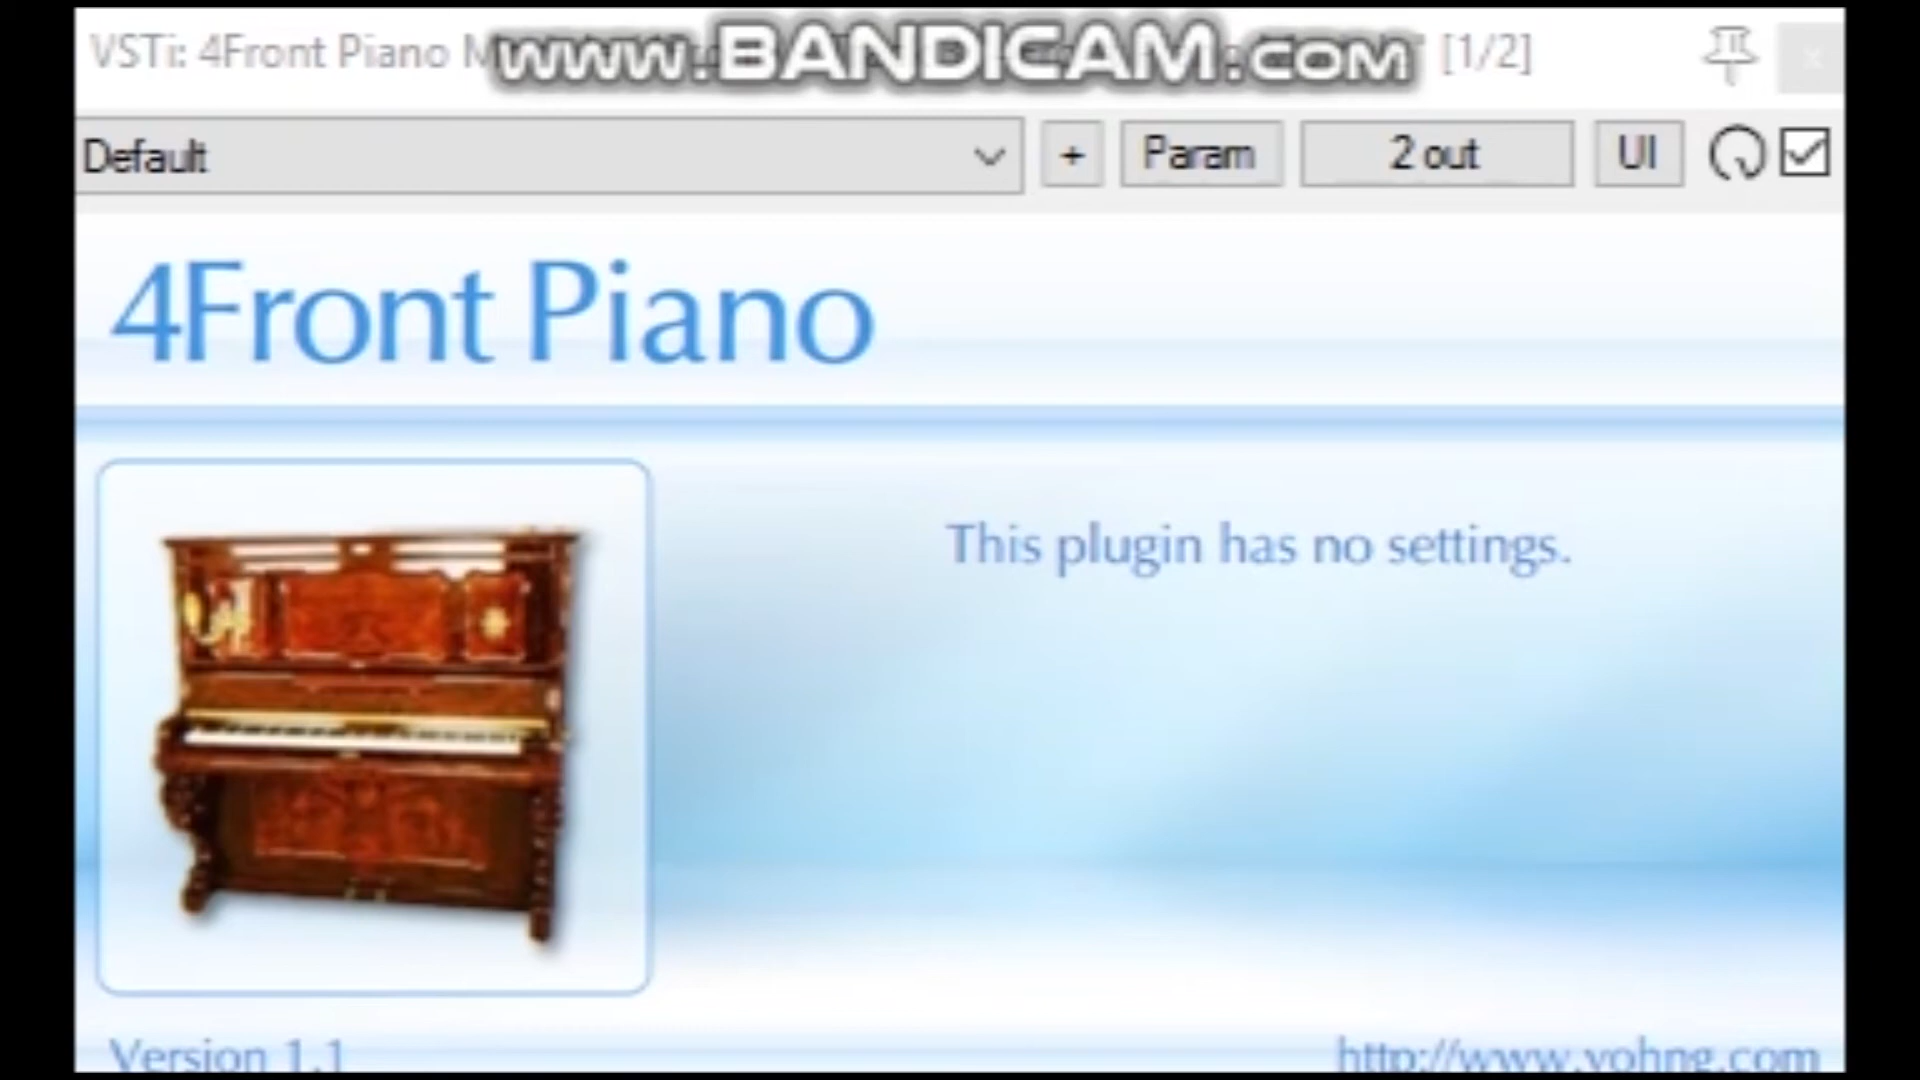 VSTi: 4Front Piano
www.BANDICAM.com
[1/2]
Default
+
Param
2 out
UI
4Front Piano
This plugin has no settings.
Version 1.1
http://www.yohng.com